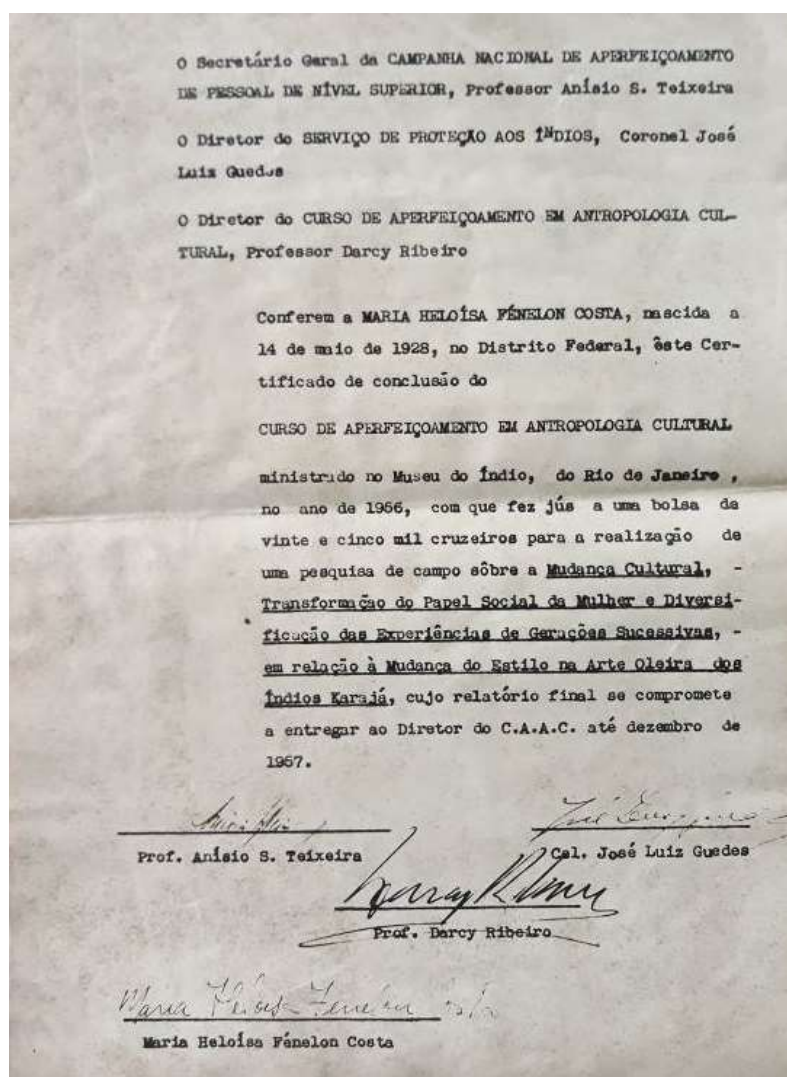 O Secretário Geral da CAMPANHA NACIONAL DE APERFEIÇOAMENTO
DE PESSOAL DE NÍVEL SUPERIOR, Professor Anísio S. Teixeira
O Diretor do SERVIÇO DE PROTEÇÃO AOS ÍNDIOS, Coronel José
Luiz Guedes
O Diretor do CURSO DE APERFEIÇOAMENTO EM ANTROPOLOGIA CUL-
TURAL, Professor Darcy Ribeiro
Conferem a MARIA HELOÍSA FÉNELON COSTA, nascida a
14 de maio de 1928, no Distrito Federal, êste Cer-
tificado de conclusão do
CURSO DE APERFEIÇOAMENTO EM ANTROPOLOGIA CULTURAL
ministrado no Museu do Índio, do Rio de Janeiro ,
no ano de 1956, com que fez jús a uma bolsa de
vinte e cinco mil cruzeiros para a realização de
uma pesquisa de campo sôbre a Mudança Cultural, -
Transformação do Papel Social da Mulher e Diversi-
ficação das Experiências de Gerações Sucessivas, -
em relação à Mudança do Estilo na Arte Oleira dos
Índios Karajá, cujo relatório final se compromete
a entregar ao Diretor do C.A.A.C. até dezembro de
1957.
Prof. Anísio S. Teixeira
Cel. José Luiz Guedes
Darcy Ribeiro
Prof. Darcy Ribeiro
Maria Heloisa Fenelon Costa
Maria Heloísa Fénelon Costa